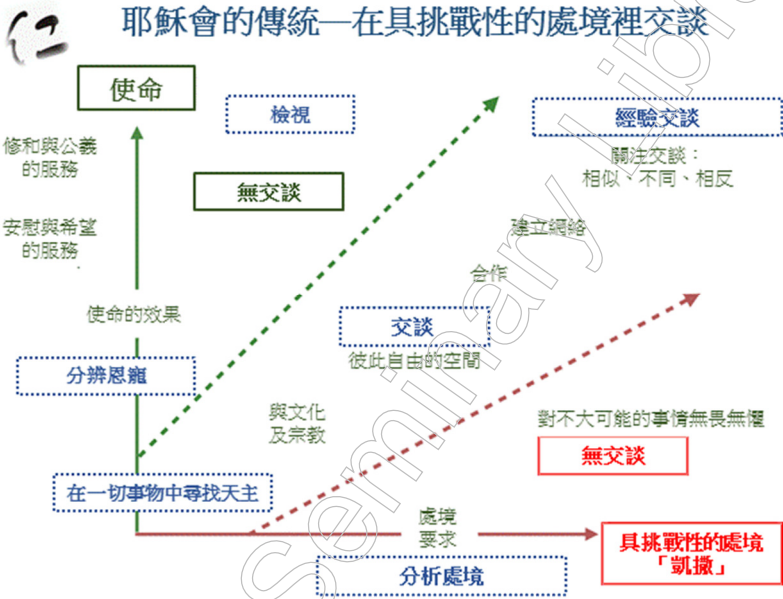 仁
耶穌會的傳統—在具挑戰性的處境裡交談
使命
檢視
經驗交談
修和與公義
的服務
關注交談：
相似、不同、相反
無交談
安慰與希望
的服務
建立網絡
合作
使命的效果
交談
彼此自由的空間
分辨恩寵
與文化
及宗教
對不大可能的事情無畏無懼
無交談
在一切事物中尋找天主
處境
要求
具挑戰性的處境
「凱撒」
分析處境
Seminary Libra